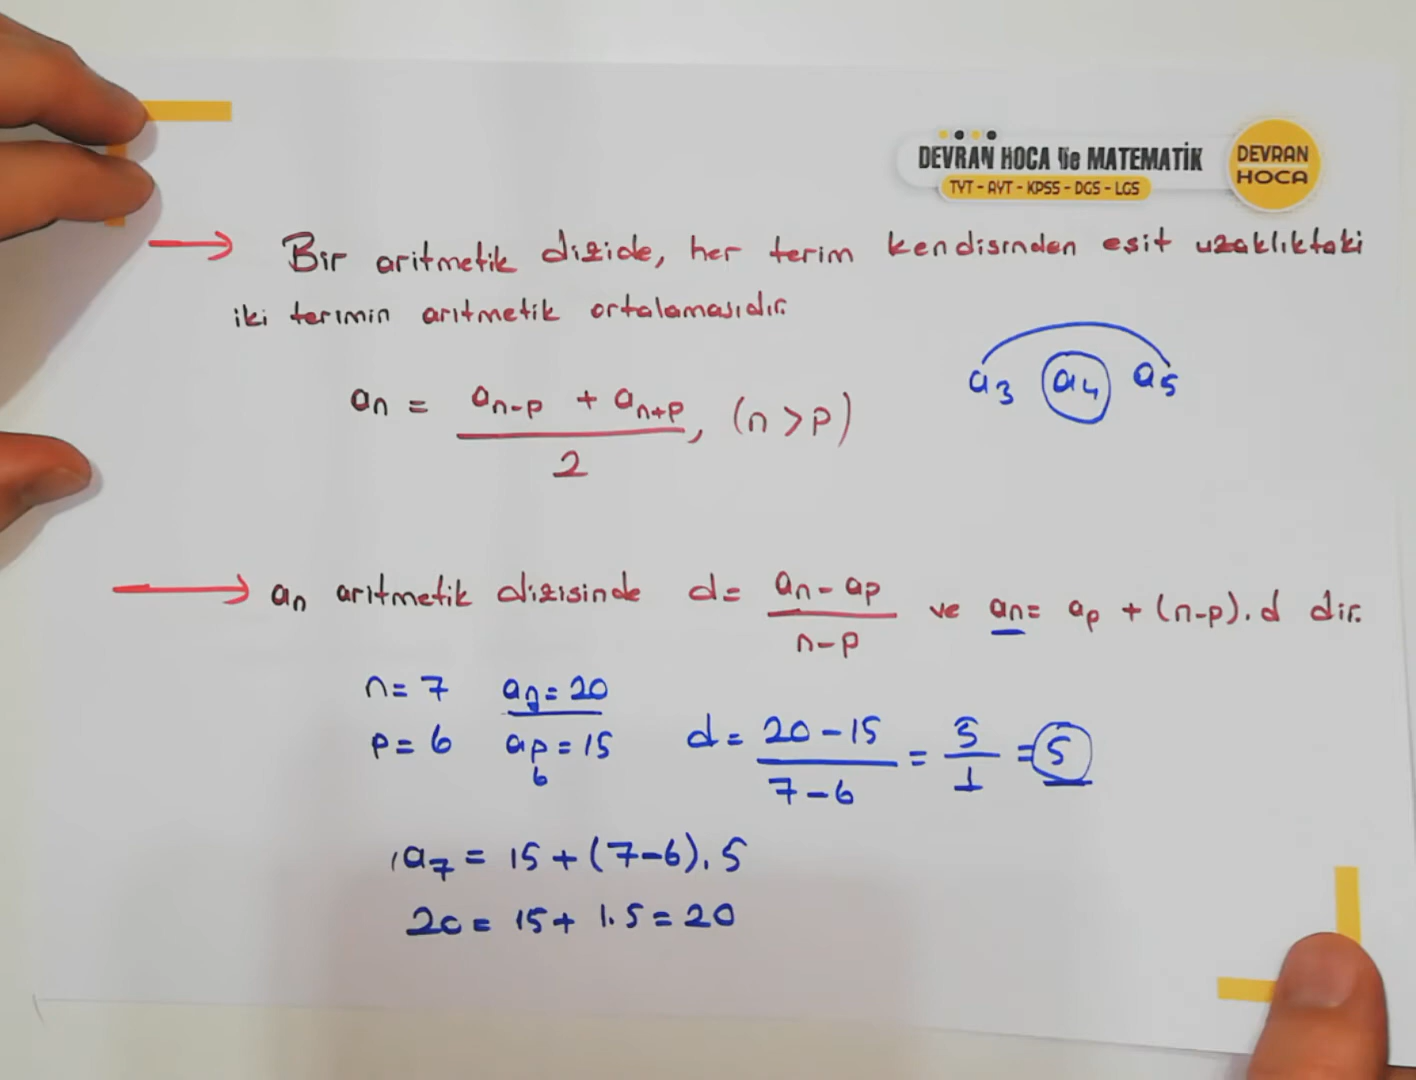 DEVRAN HOCA ile MATEMATİK
TYT - AYT - KPSS - DGS - LGS
DEVRAN
HOCA
→ Bir aritmetik dizide, her terim kendisinden eşit uzaklıktaki
iki terimin aritmetik ortalamasıdır.
an = (an-p + an+p)/2, (n > p)
a3 a4 a5
→ an aritmetik dizisinde d = (an - ap)/(n-p) ve an = ap + (n-p).d dir.
n = 7 a7 = 20
p = 6 ap = 15
6
d = (20 - 15)/(7 - 6) = 5/1 = 5
a7 = 15 + (7-6). 5
20 = 15 + 1.5 = 20